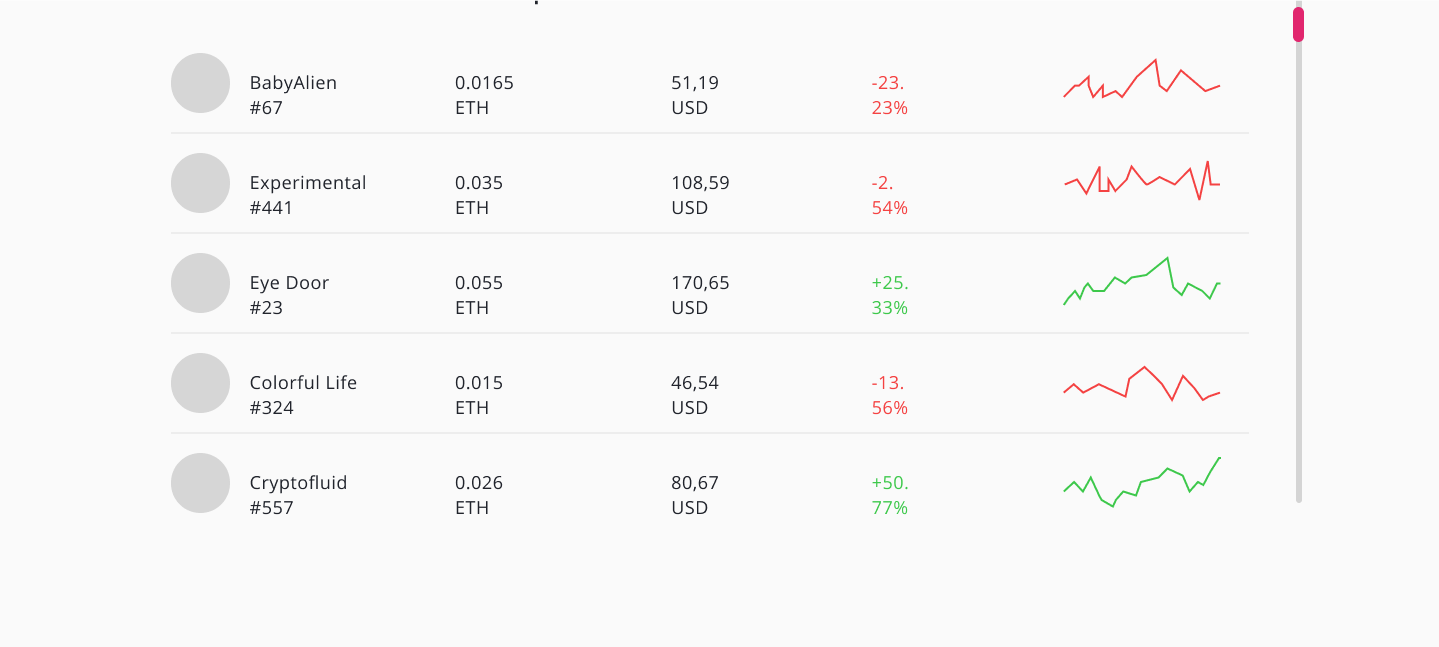 BabyAlien 0.0165 51,19 -23.
#67 ETH USD 23%
Experimental 0.035 108,59 -2.
#441 ETH USD 54%
Eye Door 0.055 170,65 +25.
#23 ETH USD 33%
Colorful Life 0.015 46,54 -13.
#324 ETH USD 56%
Cryptofluid 0.026 80,67 +50.
#557 ETH USD 77%